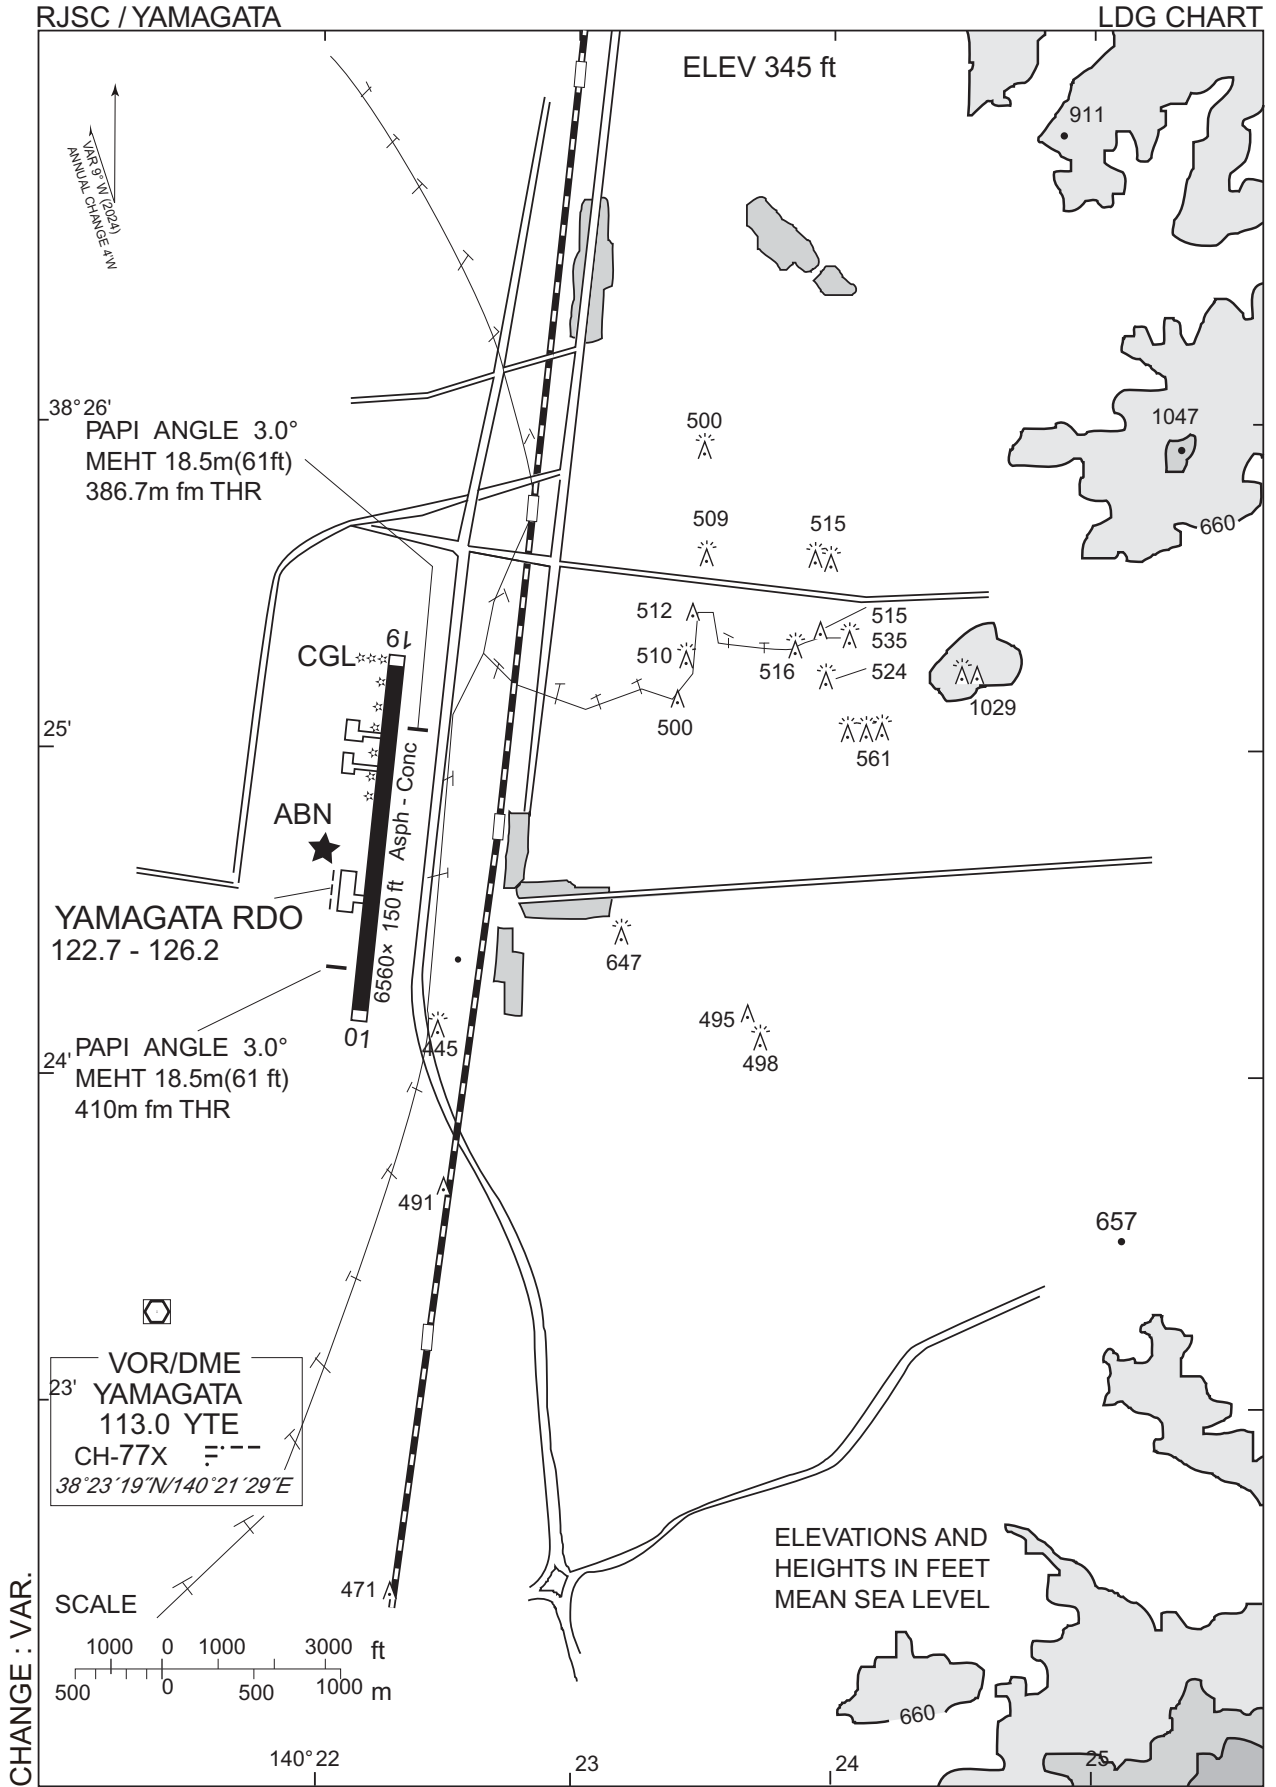 RJSC / YAMAGATA
LDG CHART
ELEV 345 ft
VAR 9° W (2024)
ANNUAL CHANGE 4'W
911
38°26'
PAPI ANGLE 3.0°
MEHT 18.5m(61ft)
386.7m fm THR
500
1047
660
509
515
512
515
535
510
516
524
500
1029
561
CGL
19
25'
ABN
6560× 150 ft Asph - Conc
YAMAGATA RDO
122.7 - 126.2
647
495
498
01
445
24'
PAPI ANGLE 3.0°
MEHT 18.5m(61 ft)
410m fm THR
491
657
VOR/DME
23'
YAMAGATA
113.0 YTE
CH-77X
38°23´19˝N/140°21´29˝E
ELEVATIONS AND
HEIGHTS IN FEET
MEAN SEA LEVEL
471
SCALE
1000 0 1000 3000 ft
500 0 500 1000 m
660
140°22
23
24
25
CHANGE : VAR.